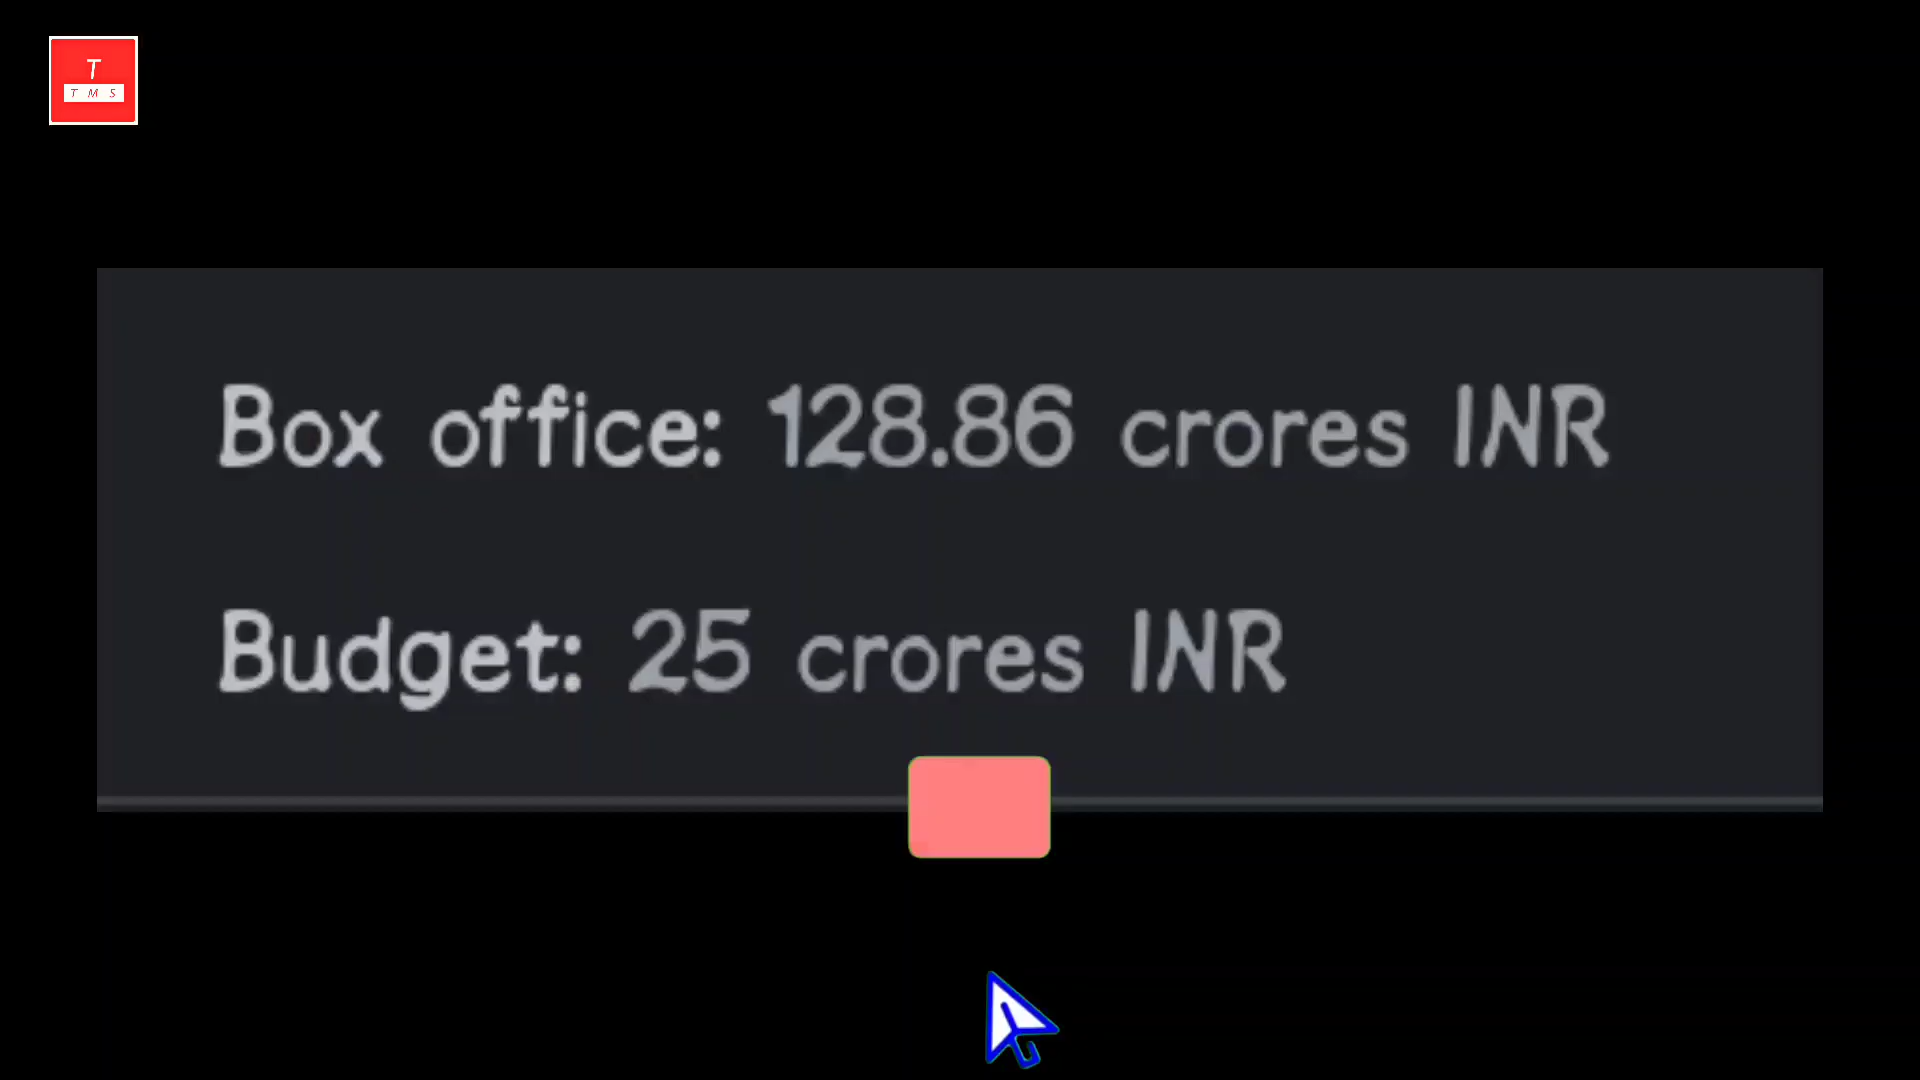 T
T M S
Box office: 128.86 crores INR
Budget: 25 crores INR